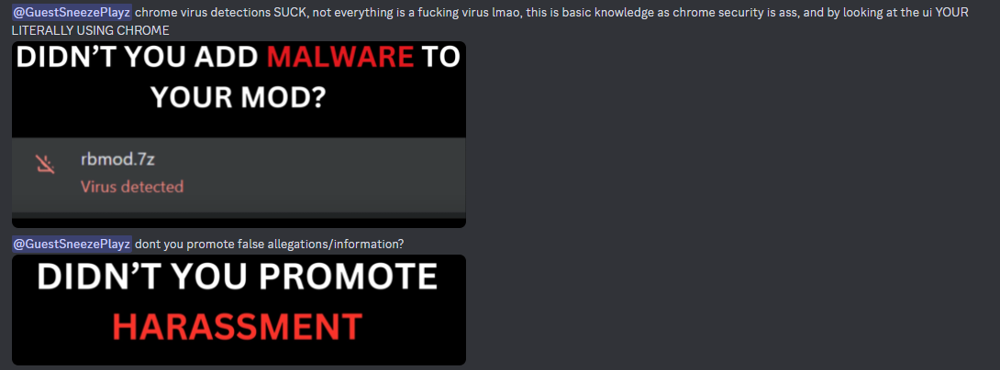 @GuestSneezePlayz chrome virus detections SUCK, not everything is a fucking virus lmao, this is basic knowledge as chrome security is ass, and by looking at the ui YOUR
LITERALLY USING CHROME
DIDN'T YOU ADD MALWARE TO
YOUR MOD?
rbmod.7z
Virus detected
@GuestSneezePlayz dont you promote false allegations/information?
DIDN'T YOU PROMOTE
HARASSMENT